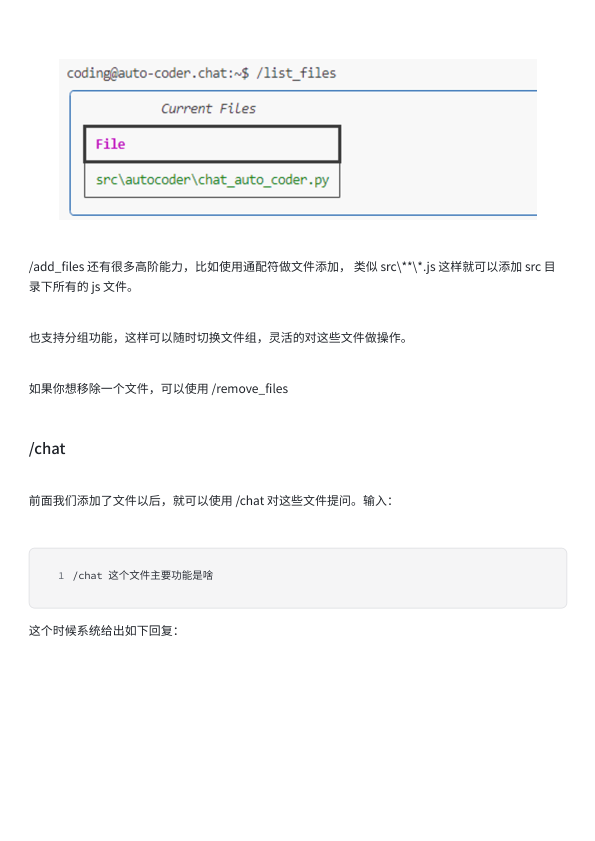 coding@auto-coder.chat:~$ /list_files
Current Files
File
src\autocoder\chat_auto_coder.py
/add_files 还有很多高阶能力，比如使用通配符做文件添加， 类似 src\**\*.js 这样就可以添加 src 目
录下所有的 js 文件。
也支持分组功能，这样可以随时切换文件组，灵活的对这些文件做操作。
如果你想移除一个文件，可以使用 /remove_files
/chat
前面我们添加了文件以后，就可以使用 /chat 对这些文件提问。输入：
1 /chat 这个文件主要功能是啥
这个时候系统给出如下回复：